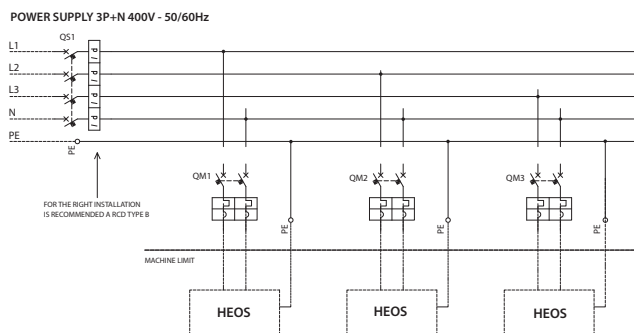 POWER SUPPLY 3P+N 400V - 50/60Hz
QS1
L1
L2
L3
N
PE
PE
I d
I d
I d
I d
QM1
QM2
QM3
FOR THE RIGHT INSTALLATION
IS RECOMMENDED A RCD TYPE B
PE
PE
PE
MACHINE LIMIT
HEOS
HEOS
HEOS